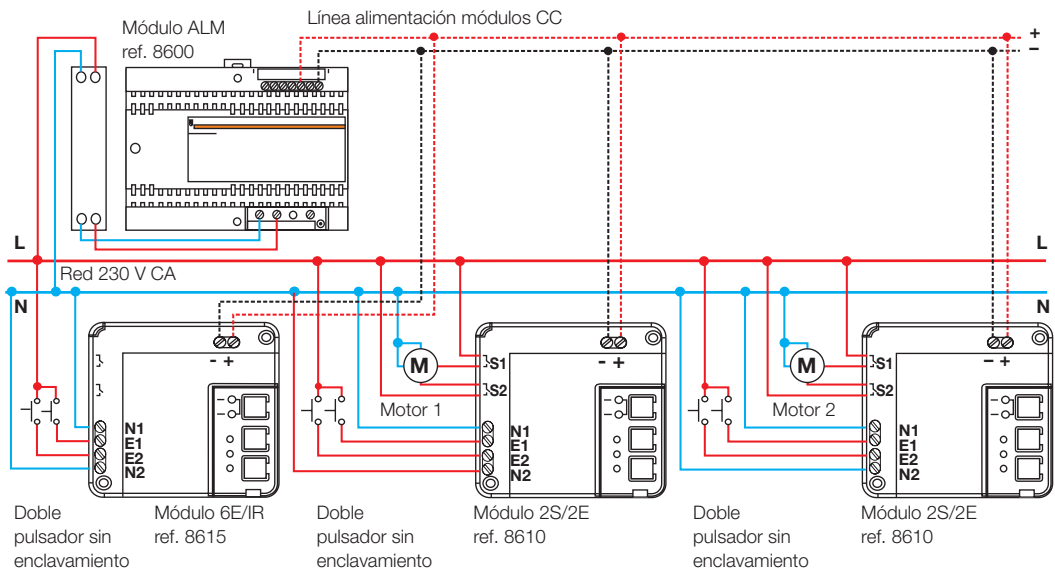 Línea alimentación módulos CC
Módulo ALM
ref. 8600
+
–
L
L
Red 230 V CA
N
N
- +
- +
- +
M
S1
S2
M
S1
S2
Motor 1
Motor 2
N1
E1
E2
N2
N1
E1
E2
N2
N1
E1
E2
N2
Doble
pulsador sin
enclavamiento
Módulo 6E/IR
ref. 8615
Doble
pulsador sin
enclavamiento
Módulo 2S/2E
ref. 8610
Doble
pulsador sin
enclavamiento
Módulo 2S/2E
ref. 8610